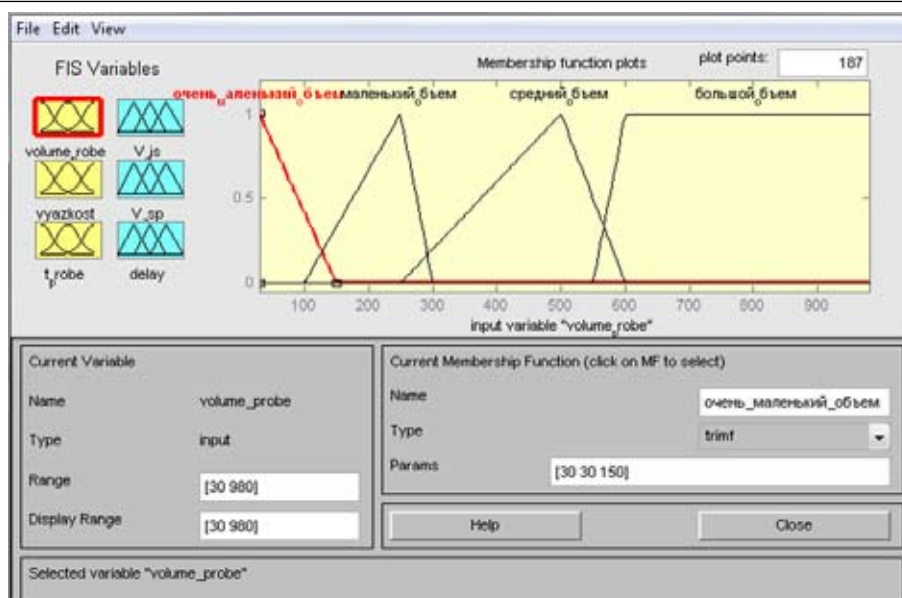 File Edit View
FIS Variables
Membership function plots
plot points:
187
volume_probe
V_js
vyazkost
V_sp
t_probe
delay
очень_маленький_объем
маленький_объем
средний_объем
большой_объем
1
0.5
0
100 200 300 400 500 600 700 800 900
input variable "volume_probe"
Current Variable
Name
volume_probe
Type
input
Range
[30 980]
Display Range
[30 980]
Current Membership Function (click on MF to select)
Name
очень_маленький_объем
Type
trimf
Params
[30 30 150]
Help
Close
Selected variable "volume_probe"